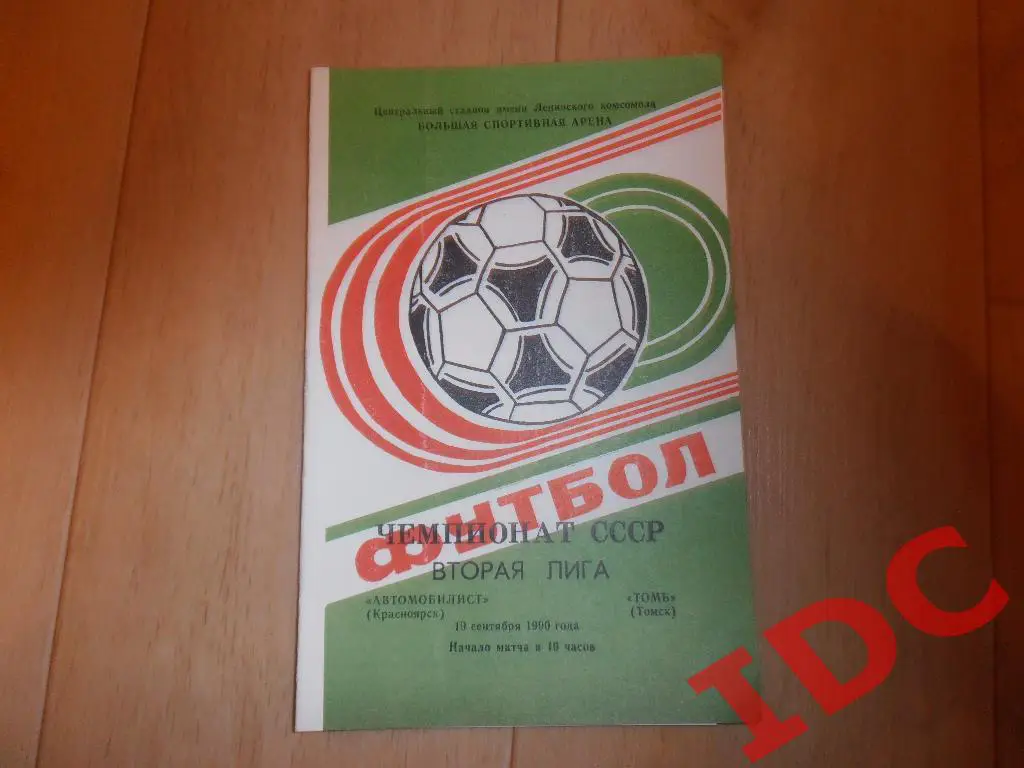 Центральный стадион имени Ленинского комсомола
БОЛЬШАЯ СПОРТИВНАЯ АРЕНА
ФУТБОЛ
ЧЕМПИОНАТ СССР
ВТОРАЯ ЛИГА
«АВТОМОБИЛИСТ» «ТОМЬ»
(Красноярск) (Томск)
19 сентября 1990 года
Начало матча в часов
IDC